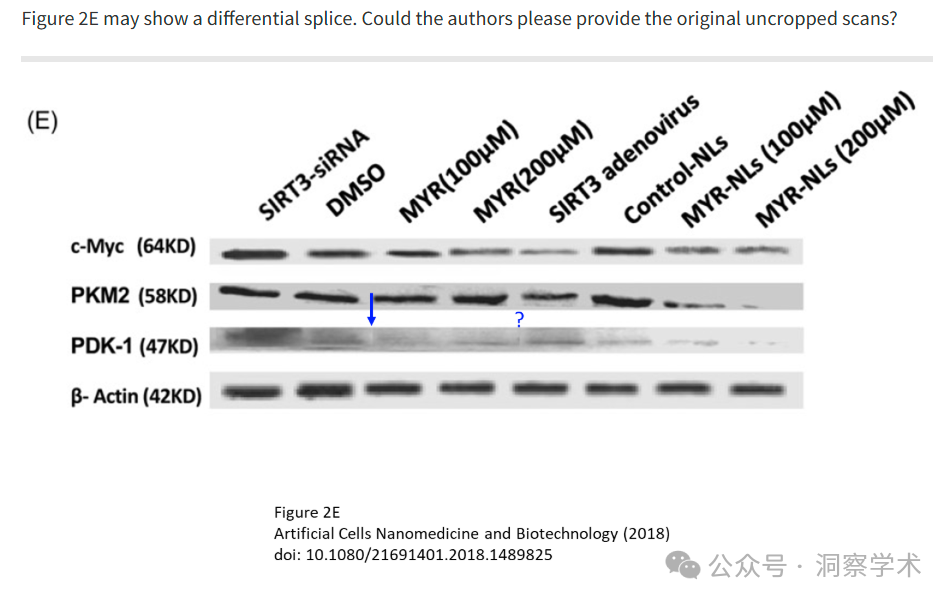 Figure 2E may show a differential splice. Could the authors please provide the original uncropped scans?
(E)
SIRT3-siRNA
DMSO
MYR(100μM)
MYR(200μM)
SIRT3 adenovirus
Control-NLs
MYR-NLs (100μM)
MYR-NLs (200μM)
c-Myc (64KD)
PKM2 (58KD)
?
PDK-1 (47KD)
β- Actin (42KD)
Figure 2E
Artificial Cells Nanomedicine and Biotechnology (2018)
doi: 10.1080/21691401.2018.1489825
公众号 · 洞察学术